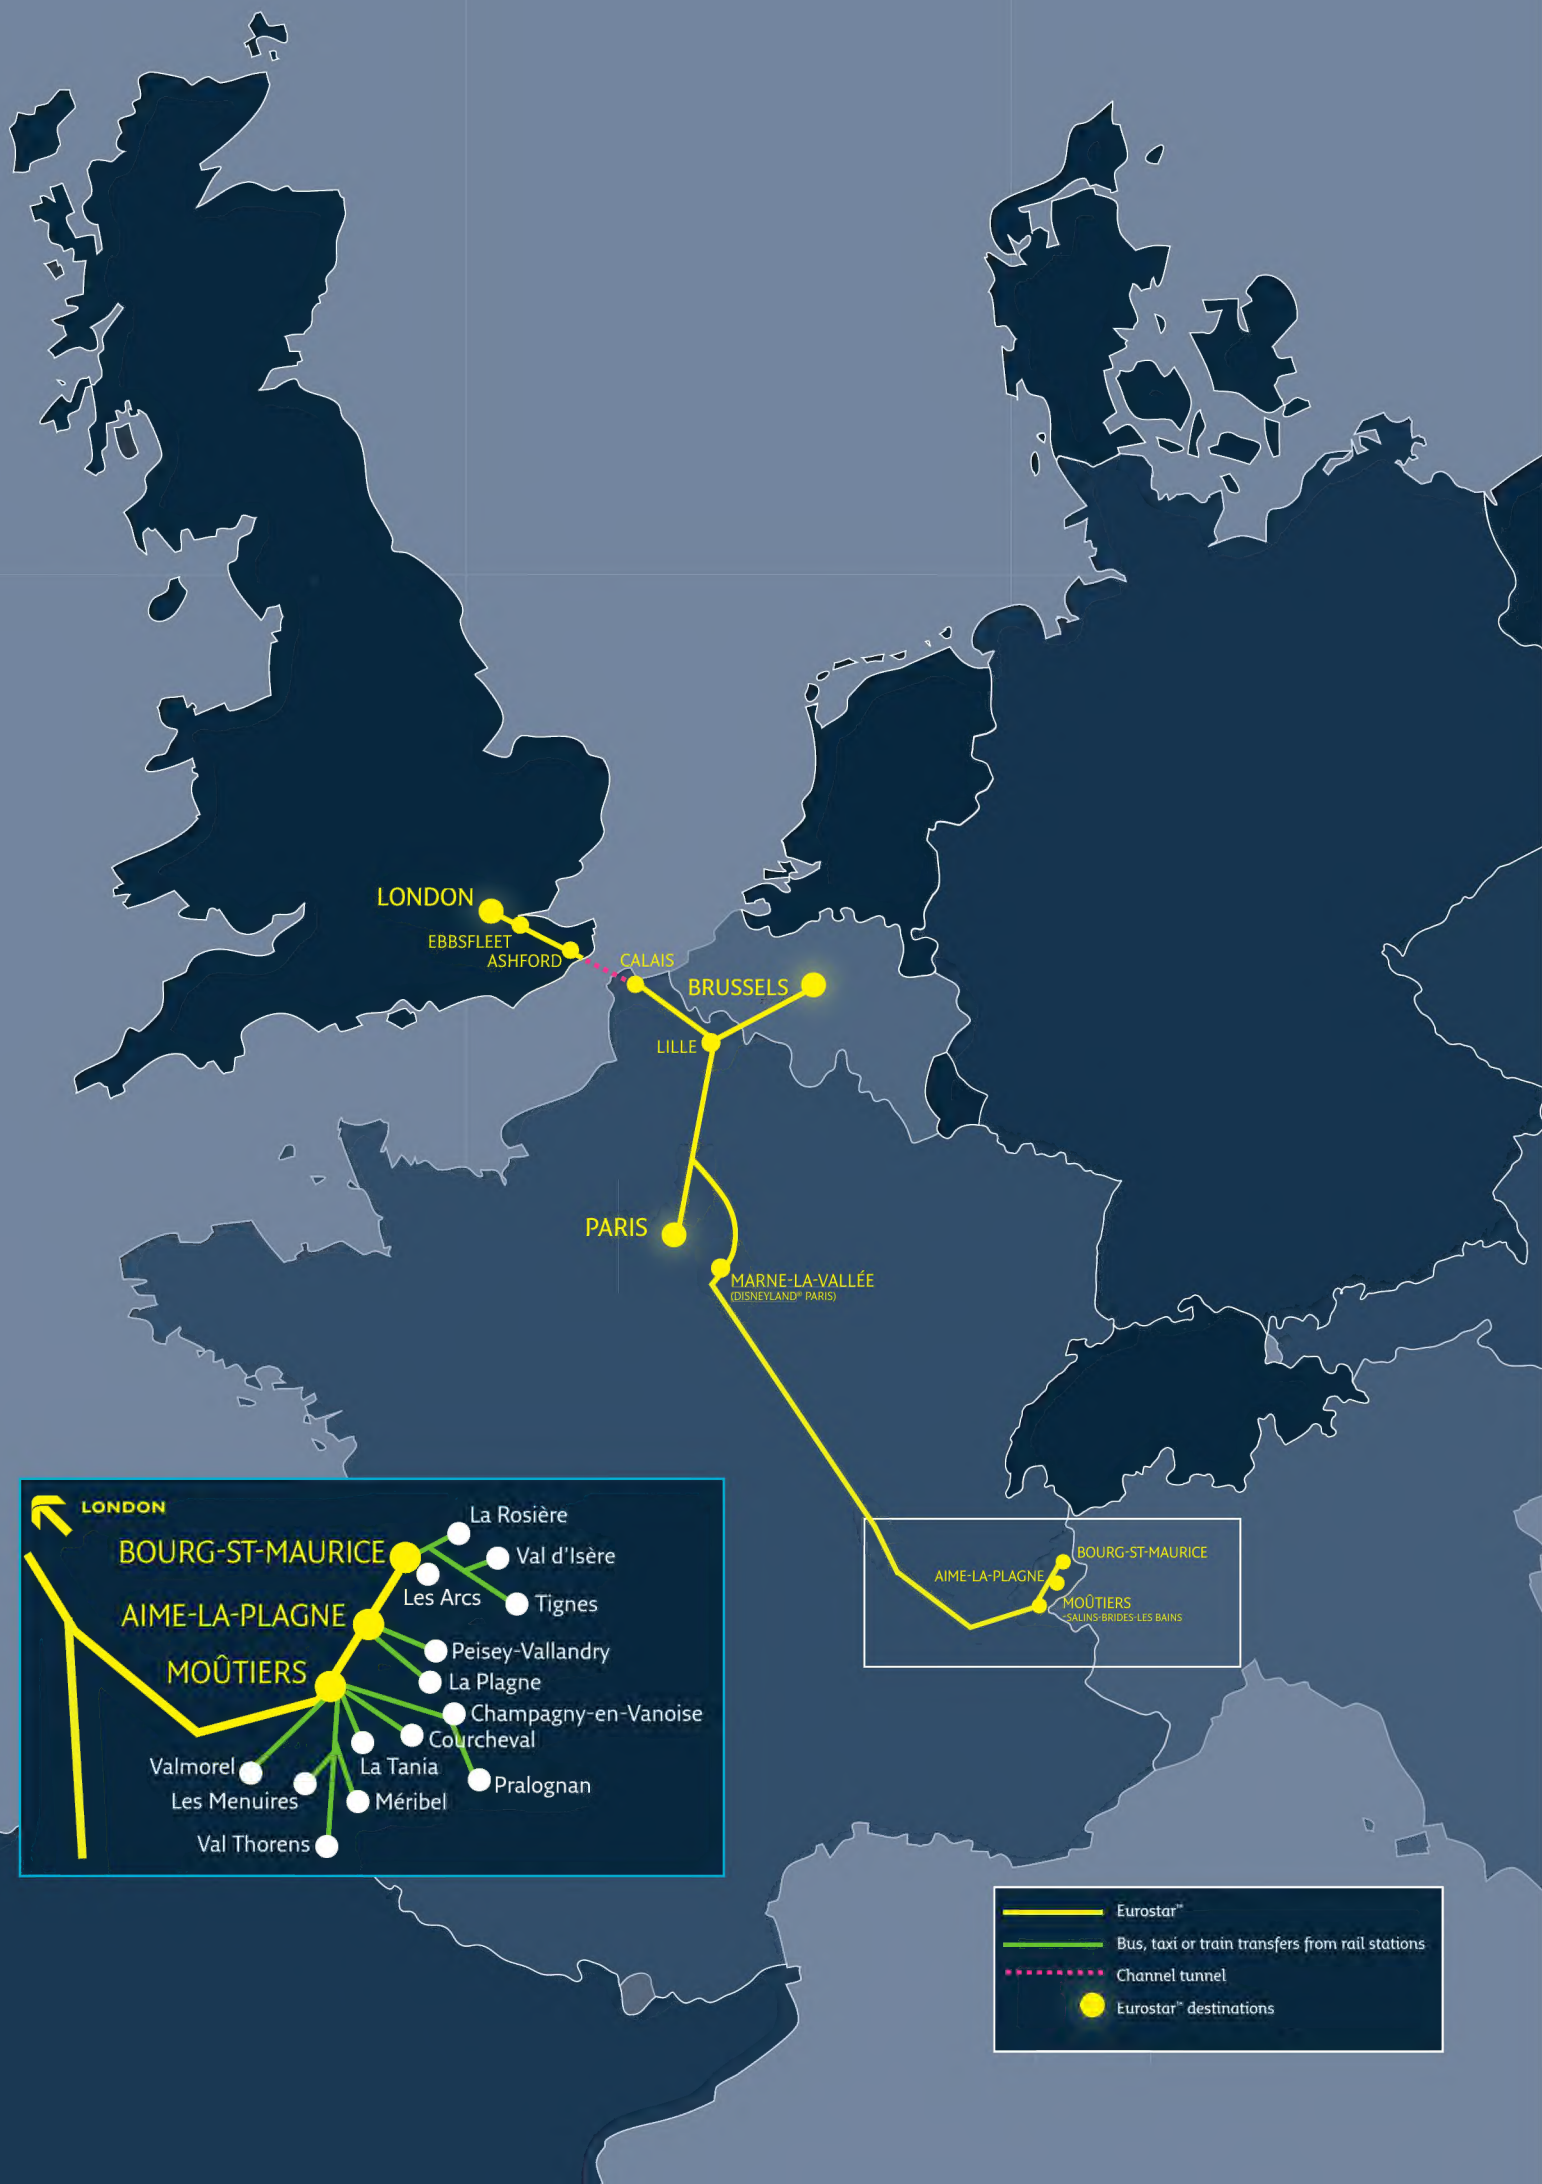 LONDON
EBBSFLEET
ASHFORD
CALAIS
BRUSSELS
LILLE
PARIS
MARNE-LA-VALLÉE
(DISNEYLAND® PARIS)
BOURG-ST-MAURICE
AIME-LA-PLAGNE
MOÛTIERS
-SALINS-BRIDES-LES BAINS
LONDON
La Rosière
BOURG-ST-MAURICE
Val d'Isère
Les Arcs
Tignes
AIME-LA-PLAGNE
Peisey-Vallandry
MOÛTIERS
La Plagne
Champagny-en-Vanoise
Courcheval
Valmorel
La Tania
Pralognan
Les Menuires
Méribel
Val Thorens
Eurostar™
Bus, taxi or train transfers from rail stations
Channel tunnel
Eurostar™ destinations